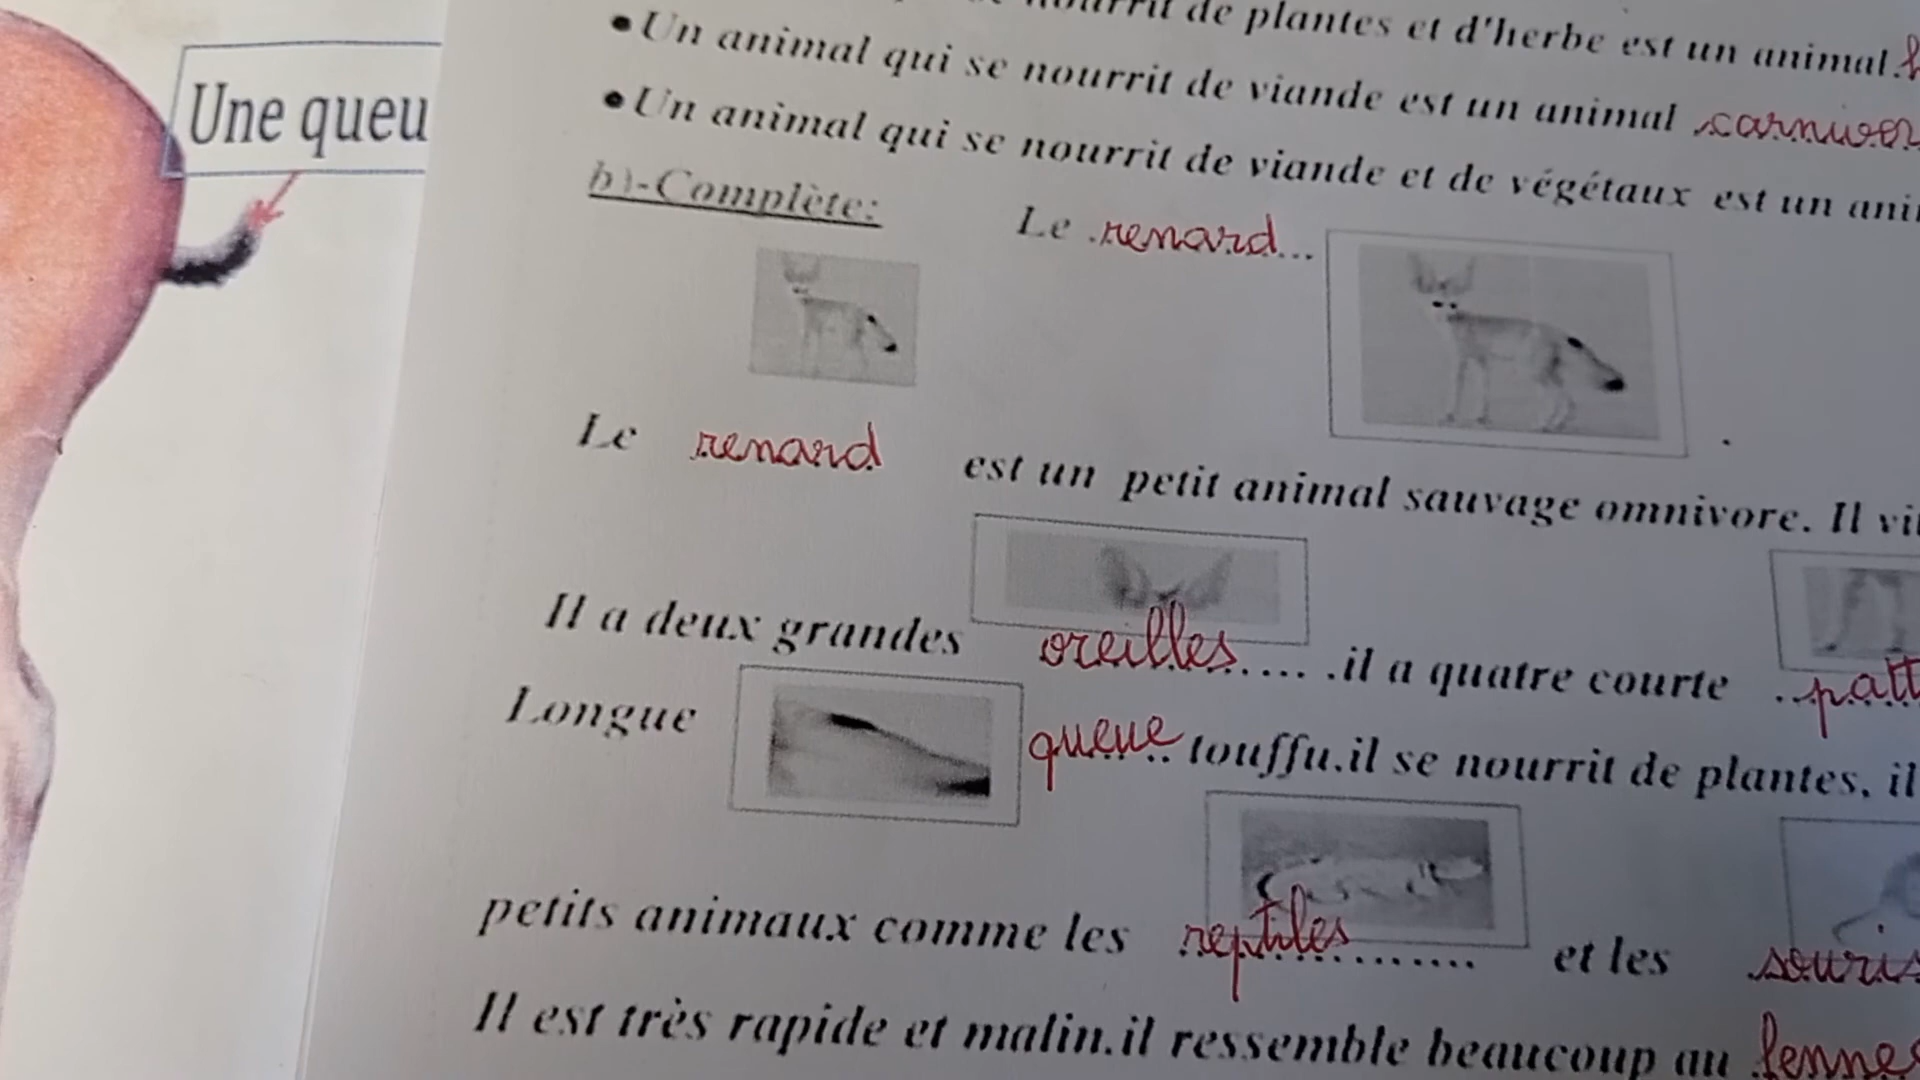 Une queu
nourrit de plantes et d'herbe est un animal.
• Un animal qui se nourrit de viande est un animal carnivor
• Un animal qui se nourrit de viande et de végétaux est un ani
b)-Complète:
Le .renard...
Le renard est un petit animal sauvage omnivore. Il vit
Il a deux grandes oreilles..... .il a quatre courte ..patt
Longue queue.. touffu.il se nourrit de plantes, il
petits animaux comme les reptiles........ et les souris
Il est très rapide et malin.il ressemble beaucoup au fennec